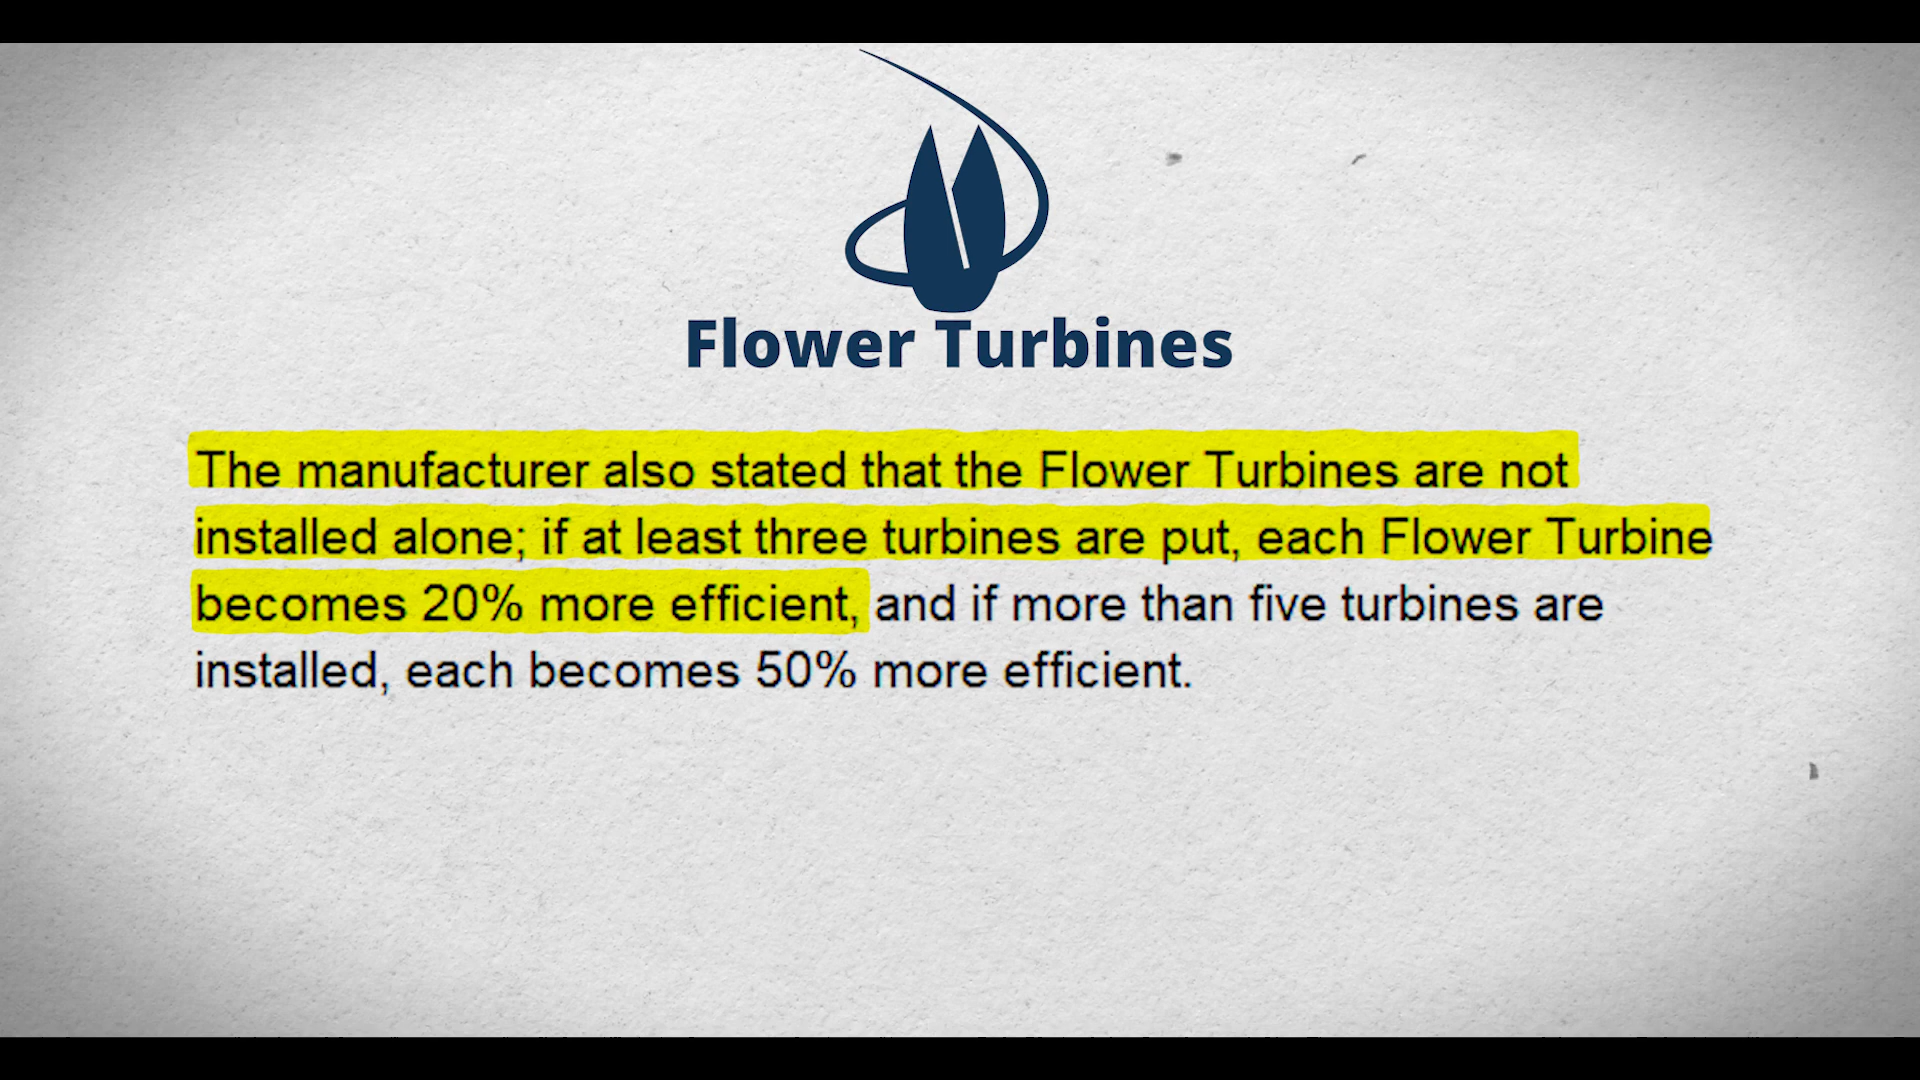 Flower Turbines
The manufacturer also stated that the Flower Turbines are not
installed alone; if at least three turbines are put, each Flower Turbine
becomes 20% more efficient, and if more than five turbines are
installed, each becomes 50% more efficient.